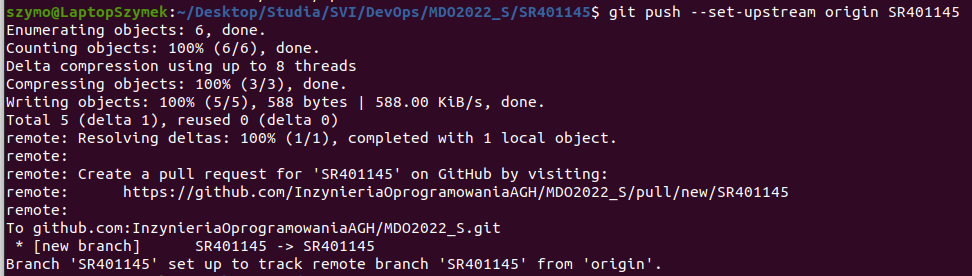 szymo@LaptopSzymek:~/Desktop/Studia/SVI/DevOps/MDO2022_S/SR401145$ git push --set-upstream origin SR401145
Enumerating objects: 6, done.
Counting objects: 100% (6/6), done.
Delta compression using up to 8 threads
Compressing objects: 100% (3/3), done.
Writing objects: 100% (5/5), 588 bytes | 588.00 KiB/s, done.
Total 5 (delta 1), reused 0 (delta 0)
remote: Resolving deltas: 100% (1/1), completed with 1 local object.
remote:
remote: Create a pull request for 'SR401145' on GitHub by visiting:
remote:      https://github.com/InzynieriaOprogramowaniaAGH/MDO2022_S/pull/new/SR401145
remote:
To github.com:InzynieriaOprogramowaniaAGH/MDO2022_S.git
 * [new branch]      SR401145 -> SR401145
Branch 'SR401145' set up to track remote branch 'SR401145' from 'origin'.